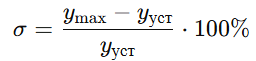 σ = (y_max − y_уст) / y_уст · 100%